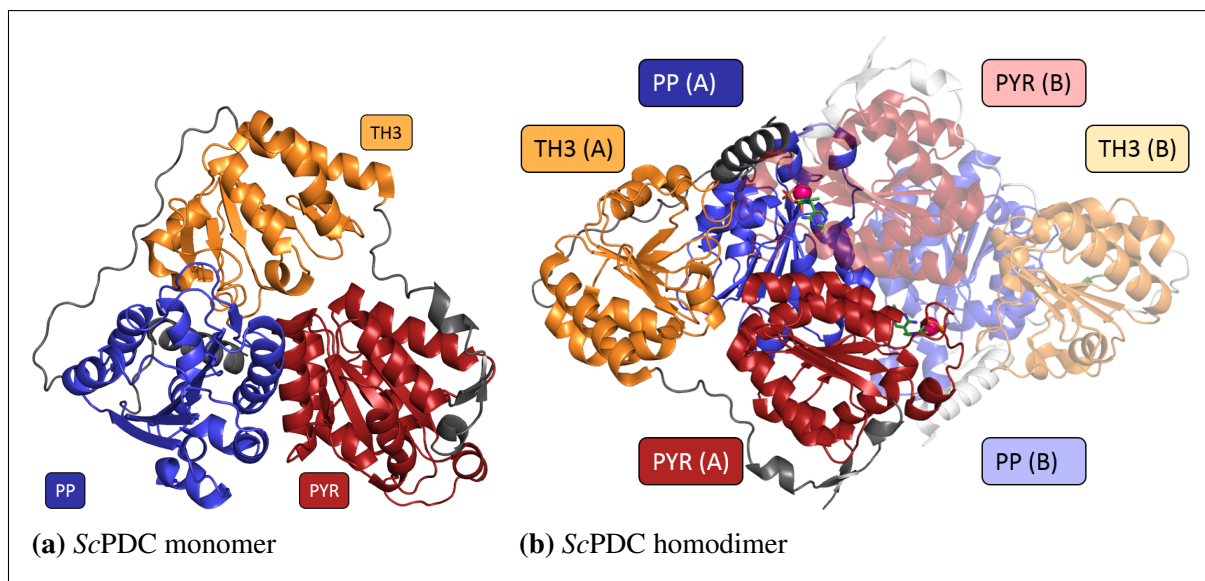 TH3
PP
PYR
(a) ScPDC monomer
PP (A)
PYR (B)
TH3 (A)
TH3 (B)
PYR (A)
PP (B)
(b) ScPDC homodimer